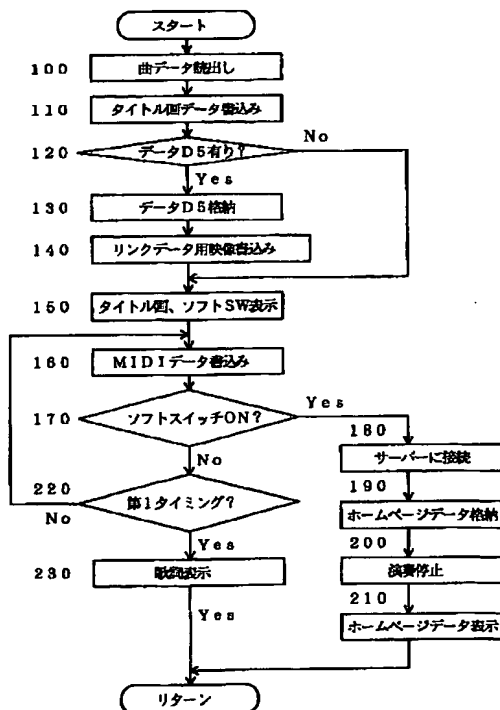 スタート
100
曲データ読出し
110
タイトル画データ書込み
120
データD5有り?
No
Yes
130
データD5格納
140
リンクデータ用映像書込み
150
タイトル画、ソフトSW表示
160
MIDIデータ書込み
170
ソフトスイッチON?
Yes
No
180
サーバーに接続
190
ホームページデータ格納
200
演奏停止
210
ホームページデータ表示
220
第1タイミング?
No
Yes
230
歌詞表示
Yes
リターン